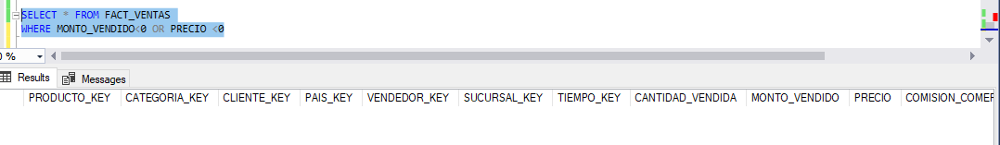 SELECT * FROM FACT_VENTAS
WHERE MONTO_VENDIDO<0 OR PRECIO <0
0 %
Results Messages
PRODUCTO_KEY CATEGORIA_KEY CLIENTE_KEY PAIS_KEY VENDEDOR_KEY SUCURSAL_KEY TIEMPO_KEY CANTIDAD_VENDIDA MONTO_VENDIDO PRECIO COMISION_COMER